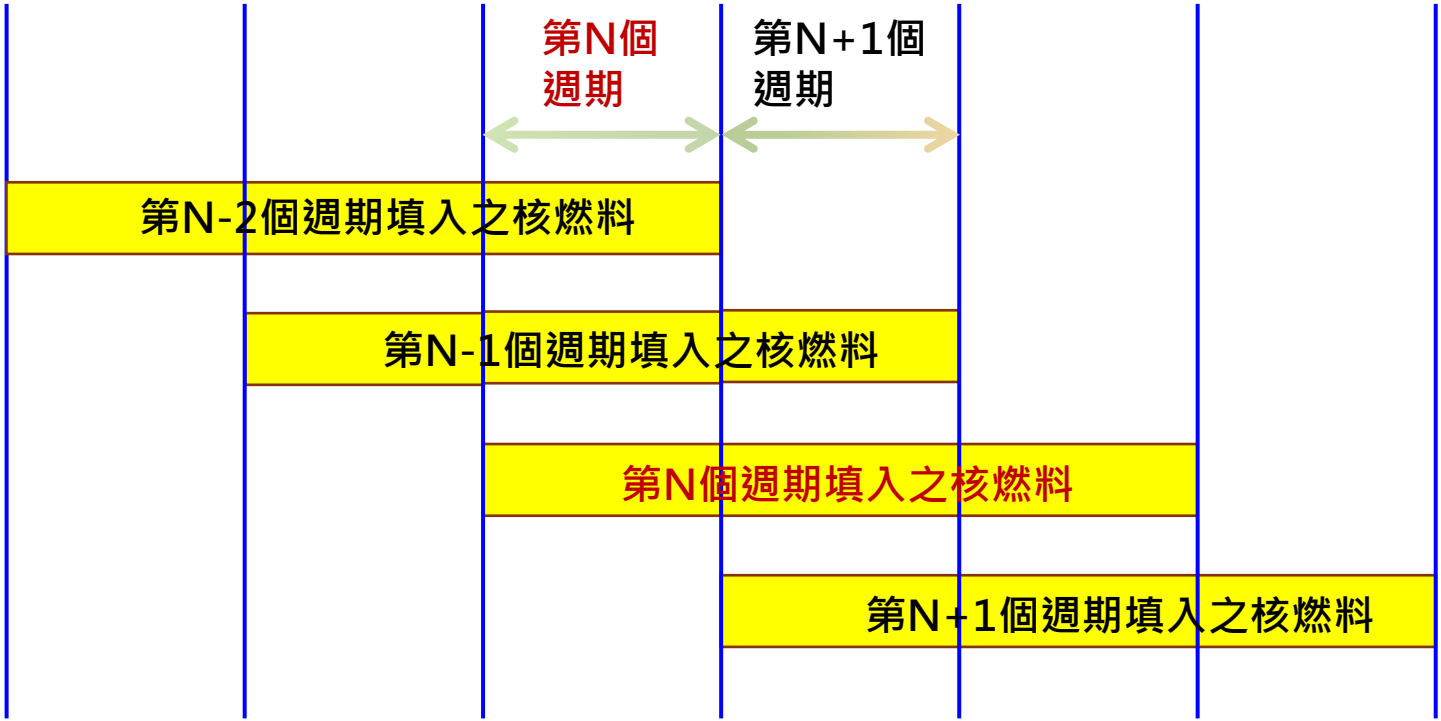 第N個
週期
第N+1個
週期
第N-2個週期填入之核燃料
第N-1個週期填入之核燃料
第N個週期填入之核燃料
第N+1個週期填入之核燃料